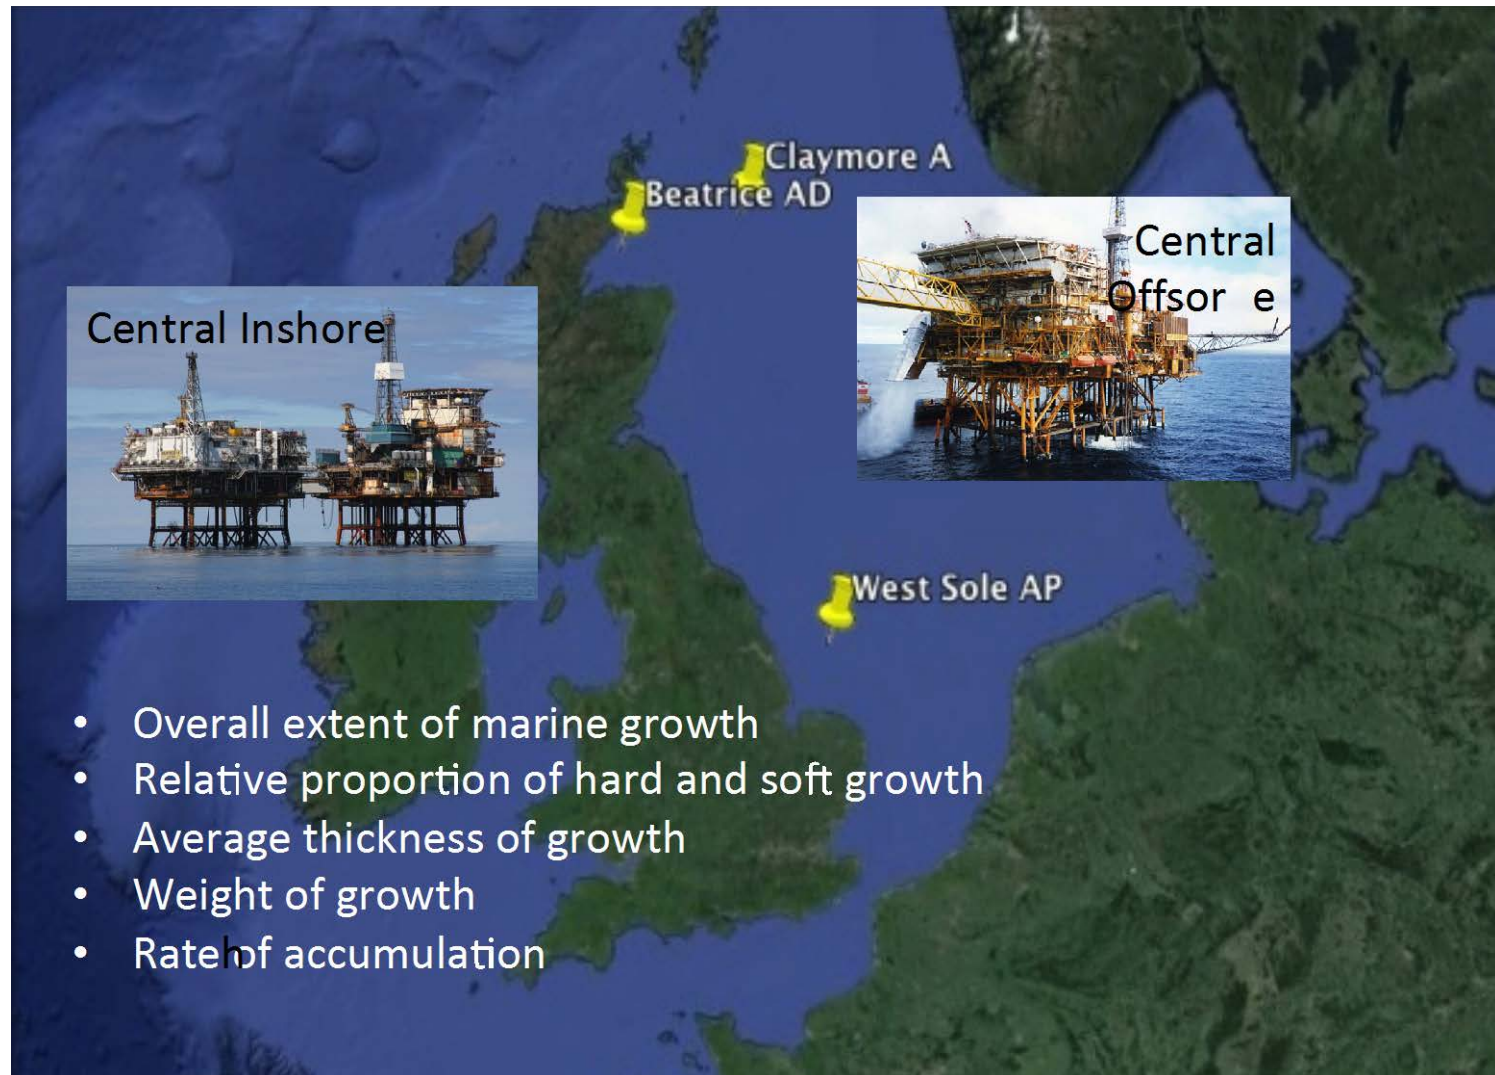 Claymore A
Beatrice AD
Central
Offsor e
Central Inshore
West Sole AP
• Overall extent of marine growth
• Relative proportion of hard and soft growth
• Average thickness of growth
• Weight of growth
• Rate hof accumulation